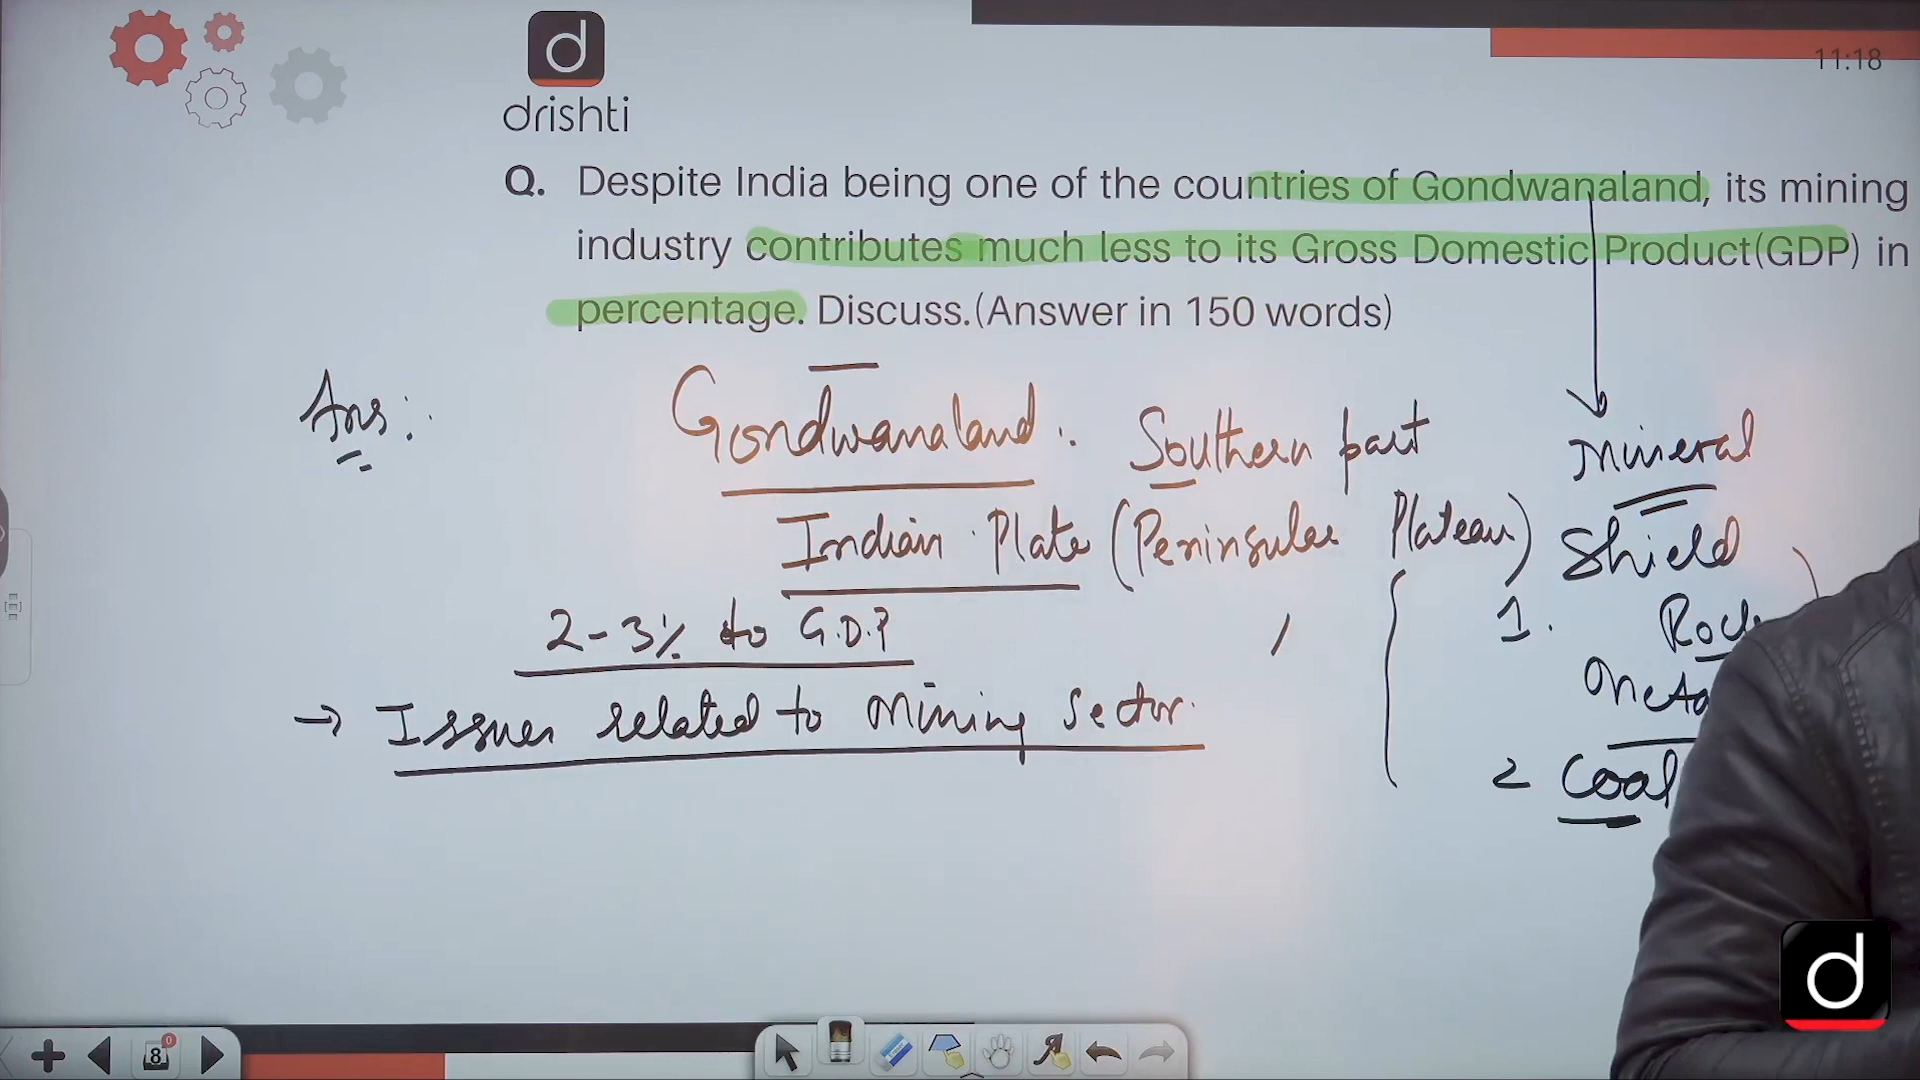 drishti
11:18
Q. Despite India being one of the countries of Gondwanaland, its mining
industry contributes much less to its Gross Domestic Product(GDP) in
percentage. Discuss.(Answer in 150 words)
Ans:
Gondwanaland: Southern part
Indian Plate (Peninsular Plateau)
2-3% to G.D.P
→ Issues related to Mining Sector.
Mineral
Shield
1.
2 Coal
8
0
d